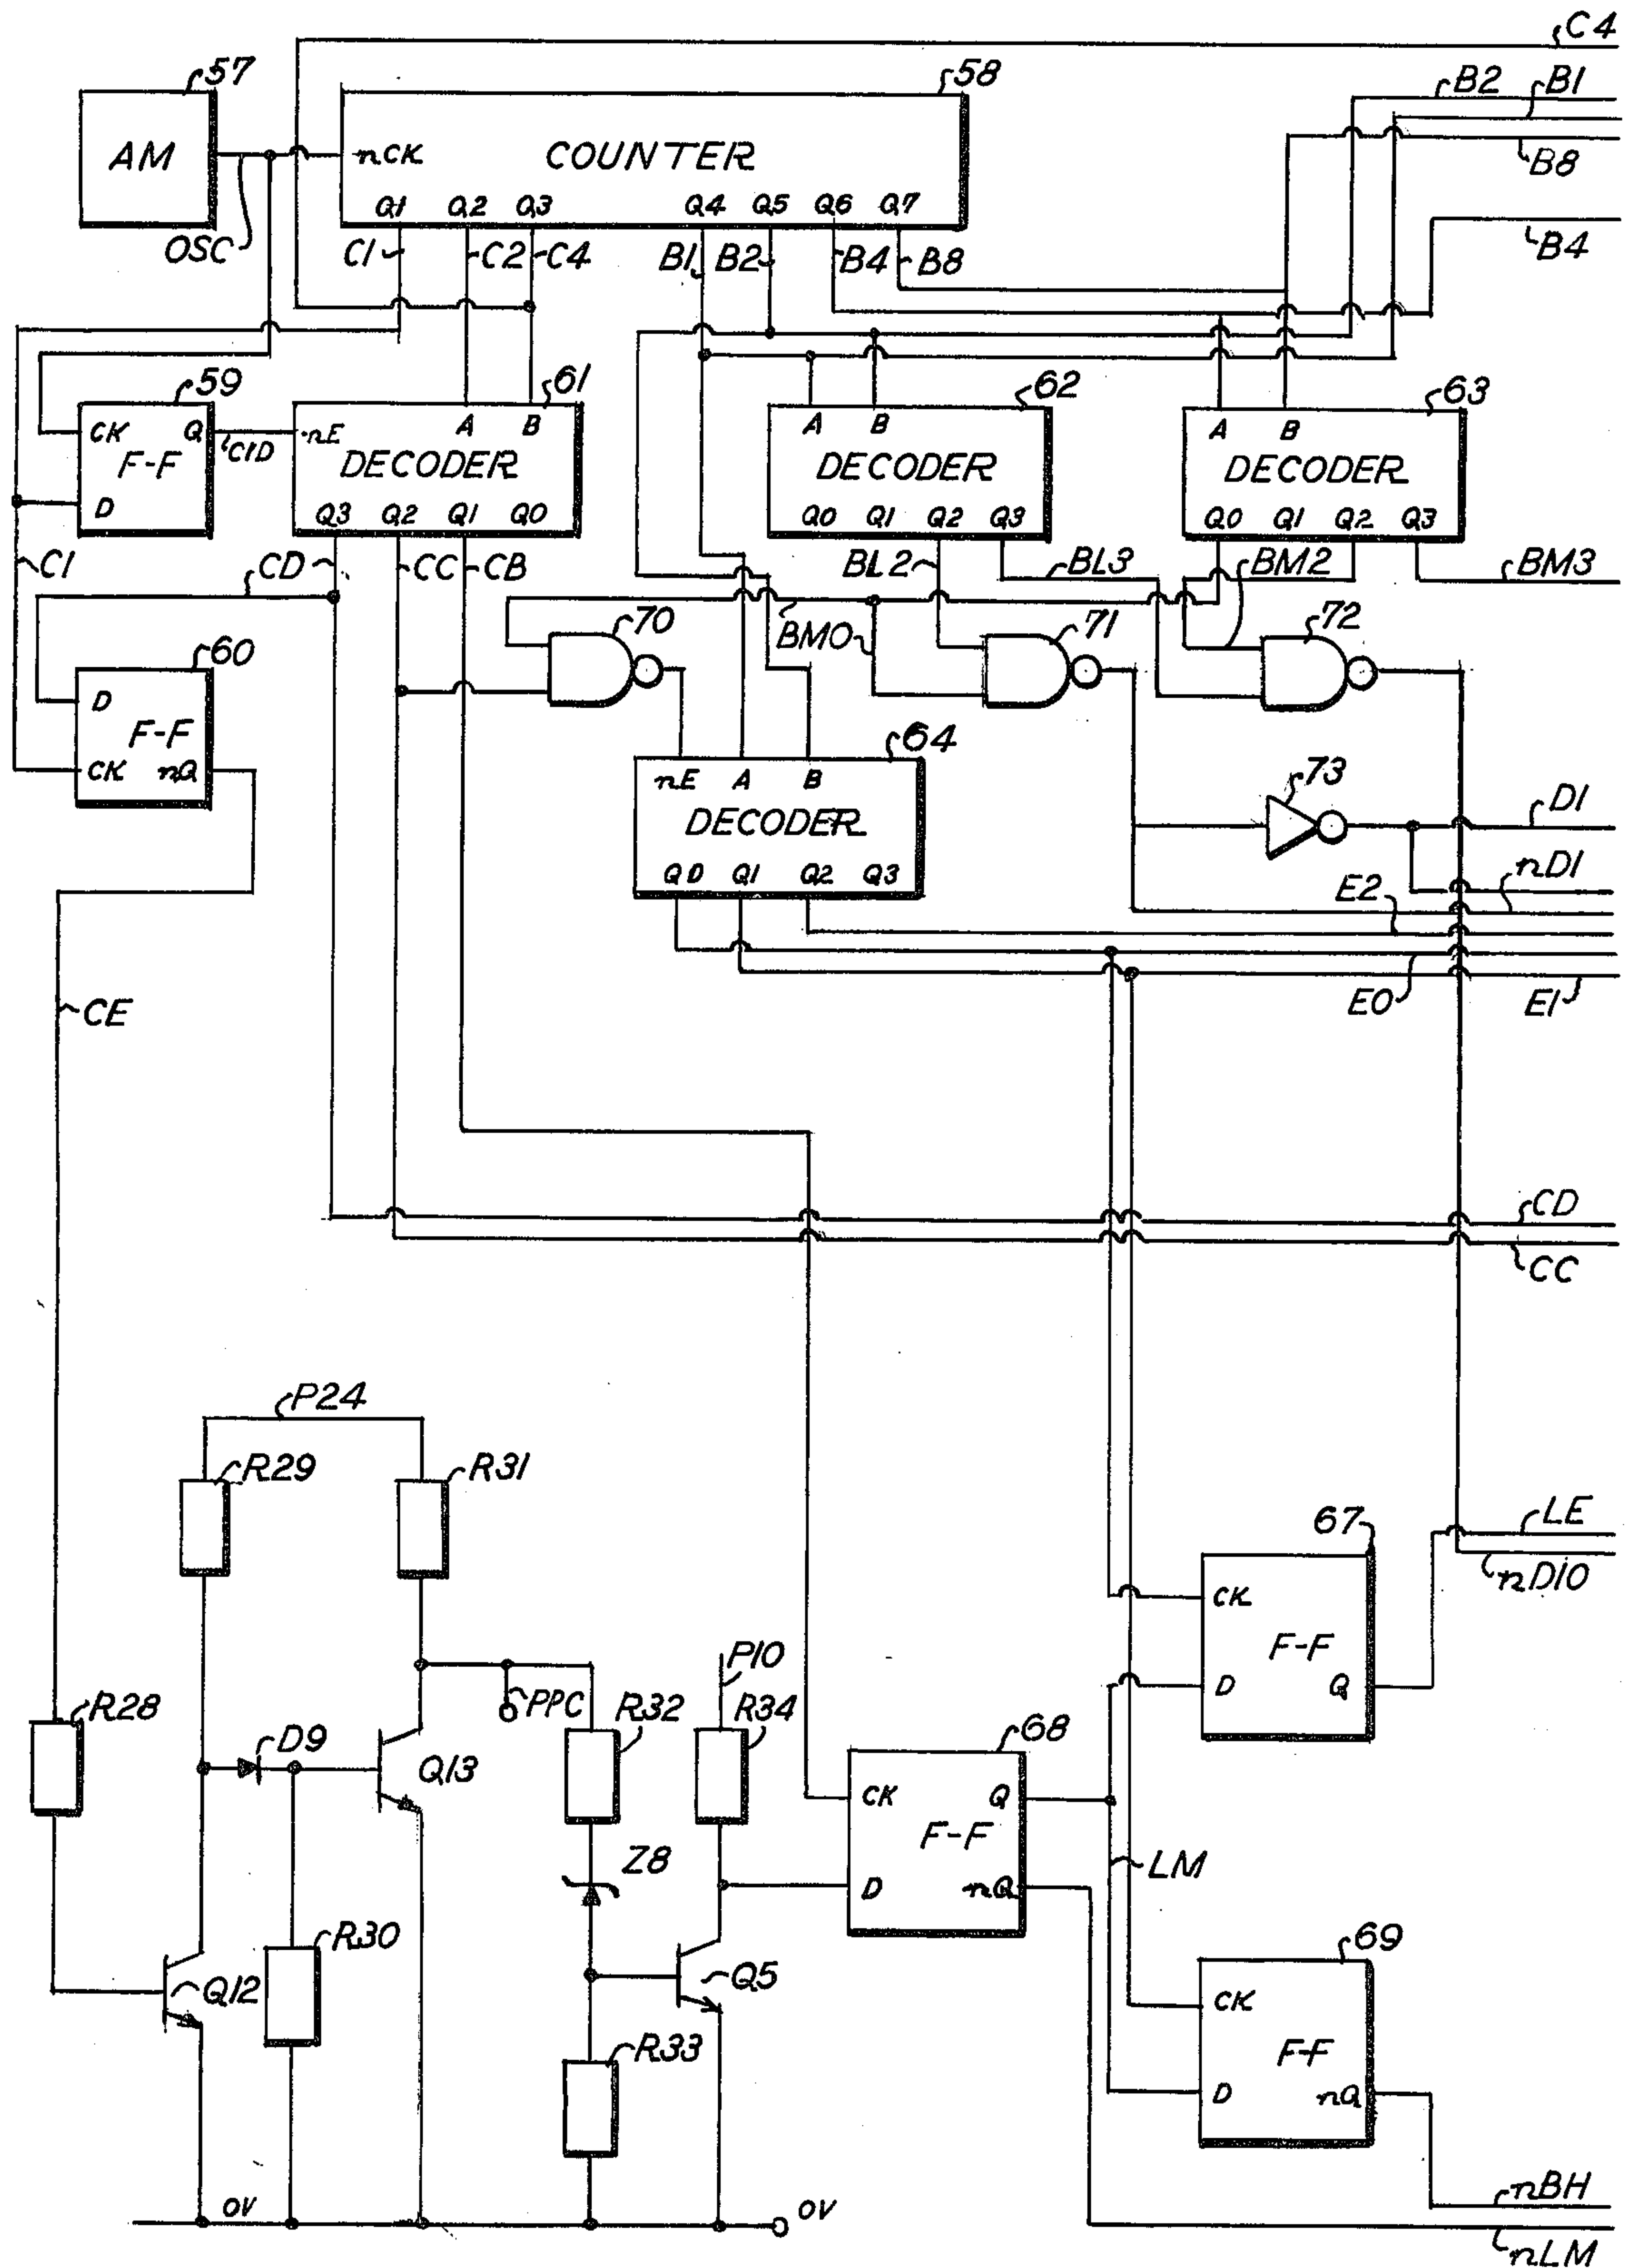 C4
57
58
B2
B1
AM
nCK
COUNTER
B8
Q1 Q2 Q3 Q4 Q5 Q6 Q7
OSC
C1
C2
C4
B1
B2
B4
B8
B4
59
61
62
63
CK
Q
F-F
D
C1D
nE
A
B
DECODER
Q3 Q2 Q1 Q0
A
B
DECODER
Q0 Q1 Q2 Q3
A
B
DECODER
Q0 Q1 Q2 Q3
C1
CD
CC
CB
BL2
BL3
BM2
BM3
60
70
BM0
71
72
D
F-F
CK
nQ
64
nE
A
B
DECODER
QD Q1 Q2 Q3
73
D1
nD1
E2
E0
E1
CE
CD
CC
P24
R29
R31
67
LE
nD10
CK
F-F
D
Q
P10
PPC
R28
R32
R34
68
D9
Q13
CK
Q
F-F
Z8
LM
D
nQ
R30
69
Q12
Q5
CK
R33
F-F
D
nQ
0V
0V
nBH
nLM